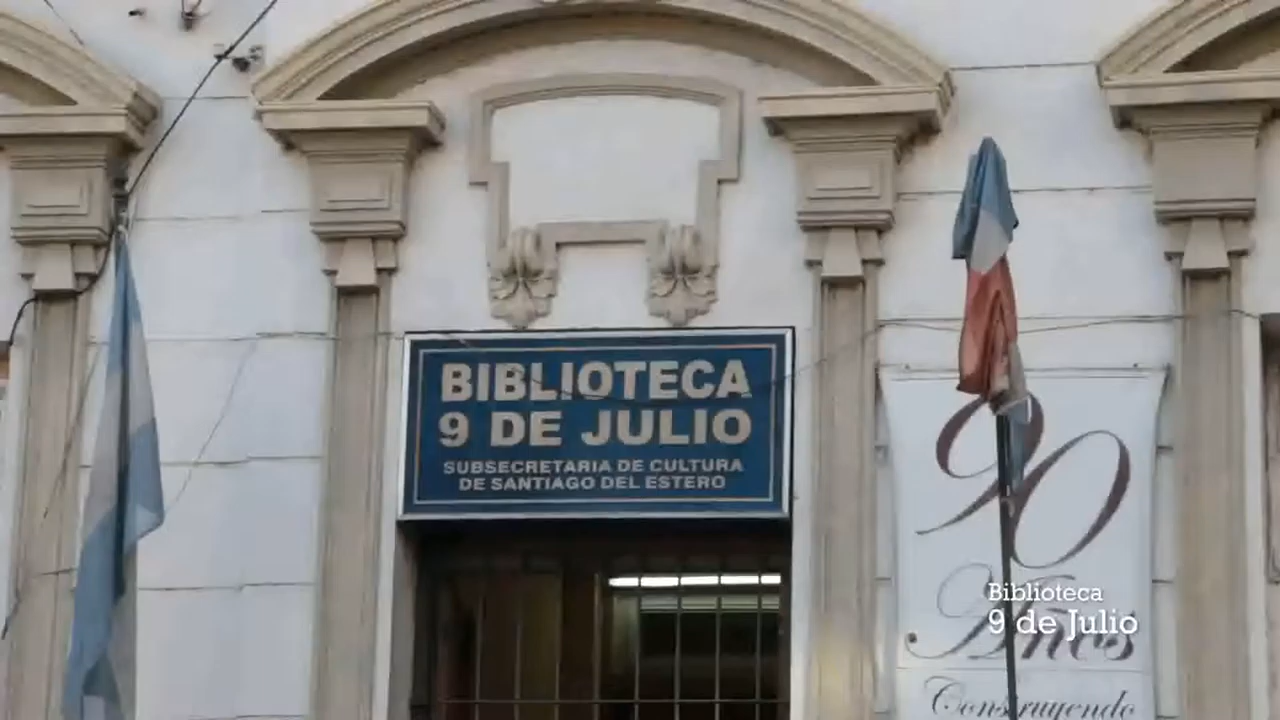 BIBLIOTECA
9 DE JULIO
SUBSECRETARIA DE CULTURA
DE SANTIAGO DEL ESTERO
90
Años
Construyendo
Biblioteca
9 de Julio